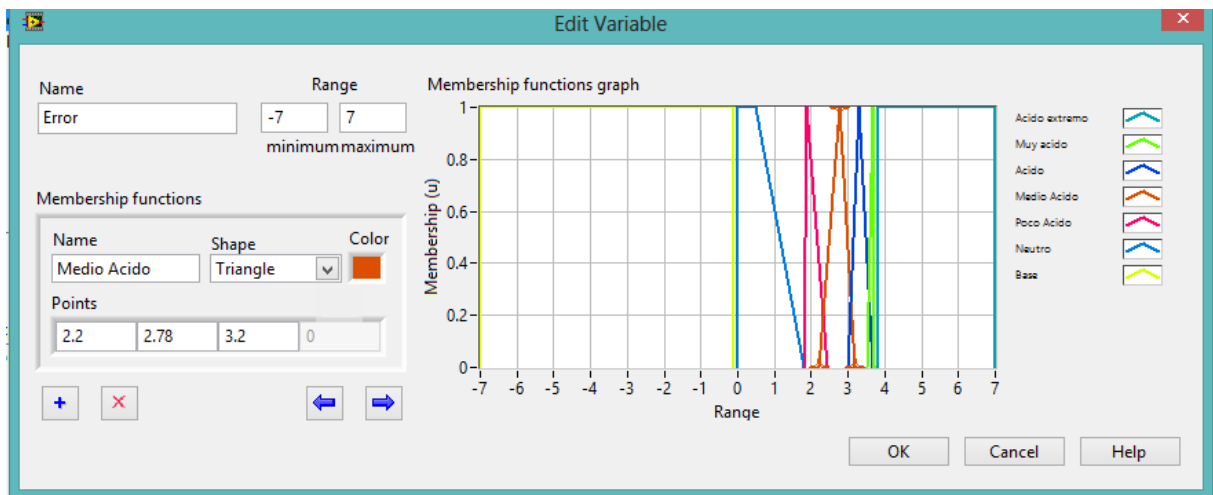 Edit Variable
Name
Range
Error
-7
7
minimum maximum
Membership functions
Name
Shape
Color
Medio Acido
Triangle
Points
2.2
2.78
3.2
0
Membership functions graph
Membership (u)
1
0.8
0.6
0.4
0.2
0
-7 -6 -5 -4 -3 -2 -1 0 1 2 3 4 5 6 7
Range
Acido extremo
Muy acido
Acido
Medio Acido
Poco Acido
Neutro
Base
OK
Cancel
Help